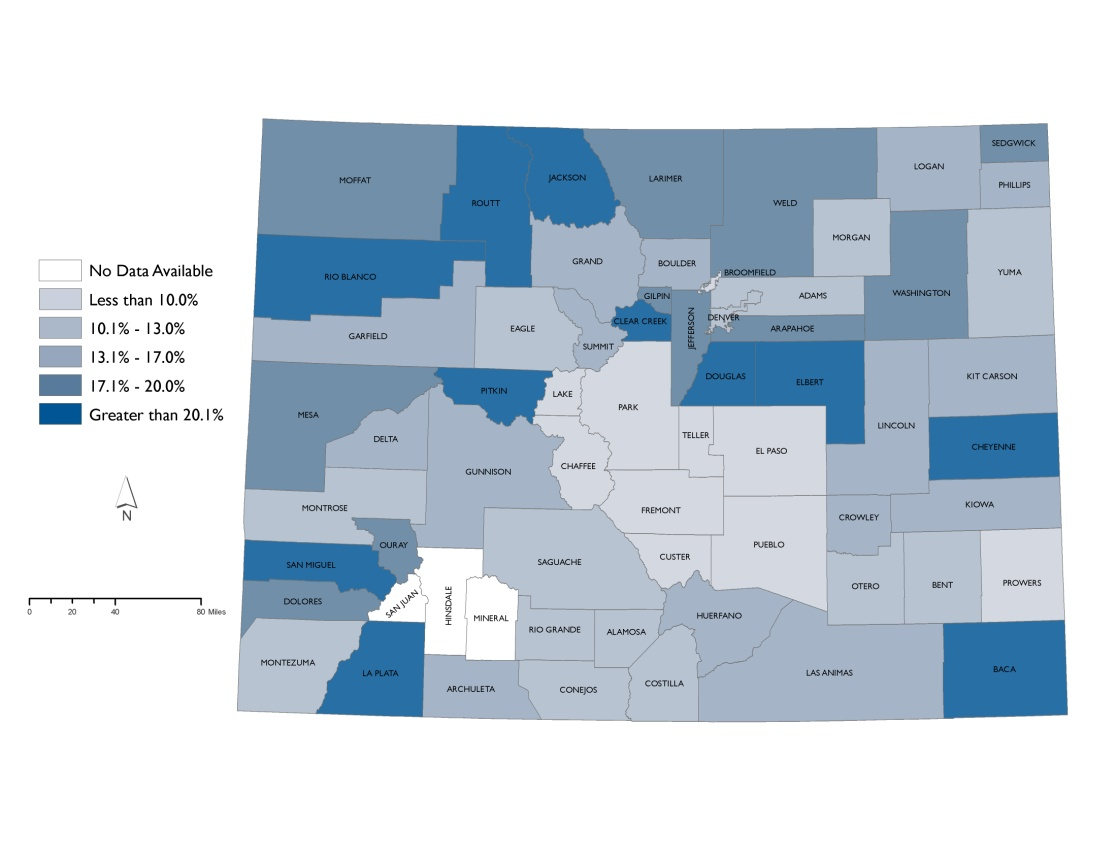 SEDGWICK
LOGAN
JACKSON
LARIMER
MOFFAT
PHILLIPS
ROUTT
WELD
MORGAN
GRAND
BOULDER
No Data Available
BROOMFIELD
YUMA
RIO BLANCO
WASHINGTON
Less than 10.0%
GILPIN
ADAMS
DENVER
CLEAR CREEK
10.1% - 13.0%
EAGLE
JEFFERSON
ARAPAHOE
GARFIELD
SUMMIT
13.1% - 17.0%
17.1% - 20.0%
DOUGLAS
ELBERT
KIT CARSON
PITKIN
LAKE
PARK
Greater than 20.1%
MESA
LINCOLN
DELTA
TELLER
CHEYENNE
EL PASO
CHAFFEE
GUNNISON
N
MONTROSE
FREMONT
KIOWA
CROWLEY
OURAY
PUEBLO
CUSTER
SAN MIGUEL
SAGUACHE
OTERO
BENT
PROWERS
DOLORES
SAN JUAN
HINSDALE
MINERAL
0 20 40 80 Miles
HUERFANO
RIO GRANDE
ALAMOSA
MONTEZUMA
LA PLATA
LAS ANIMAS
BACA
COSTILLA
ARCHULETA
CONEJOS